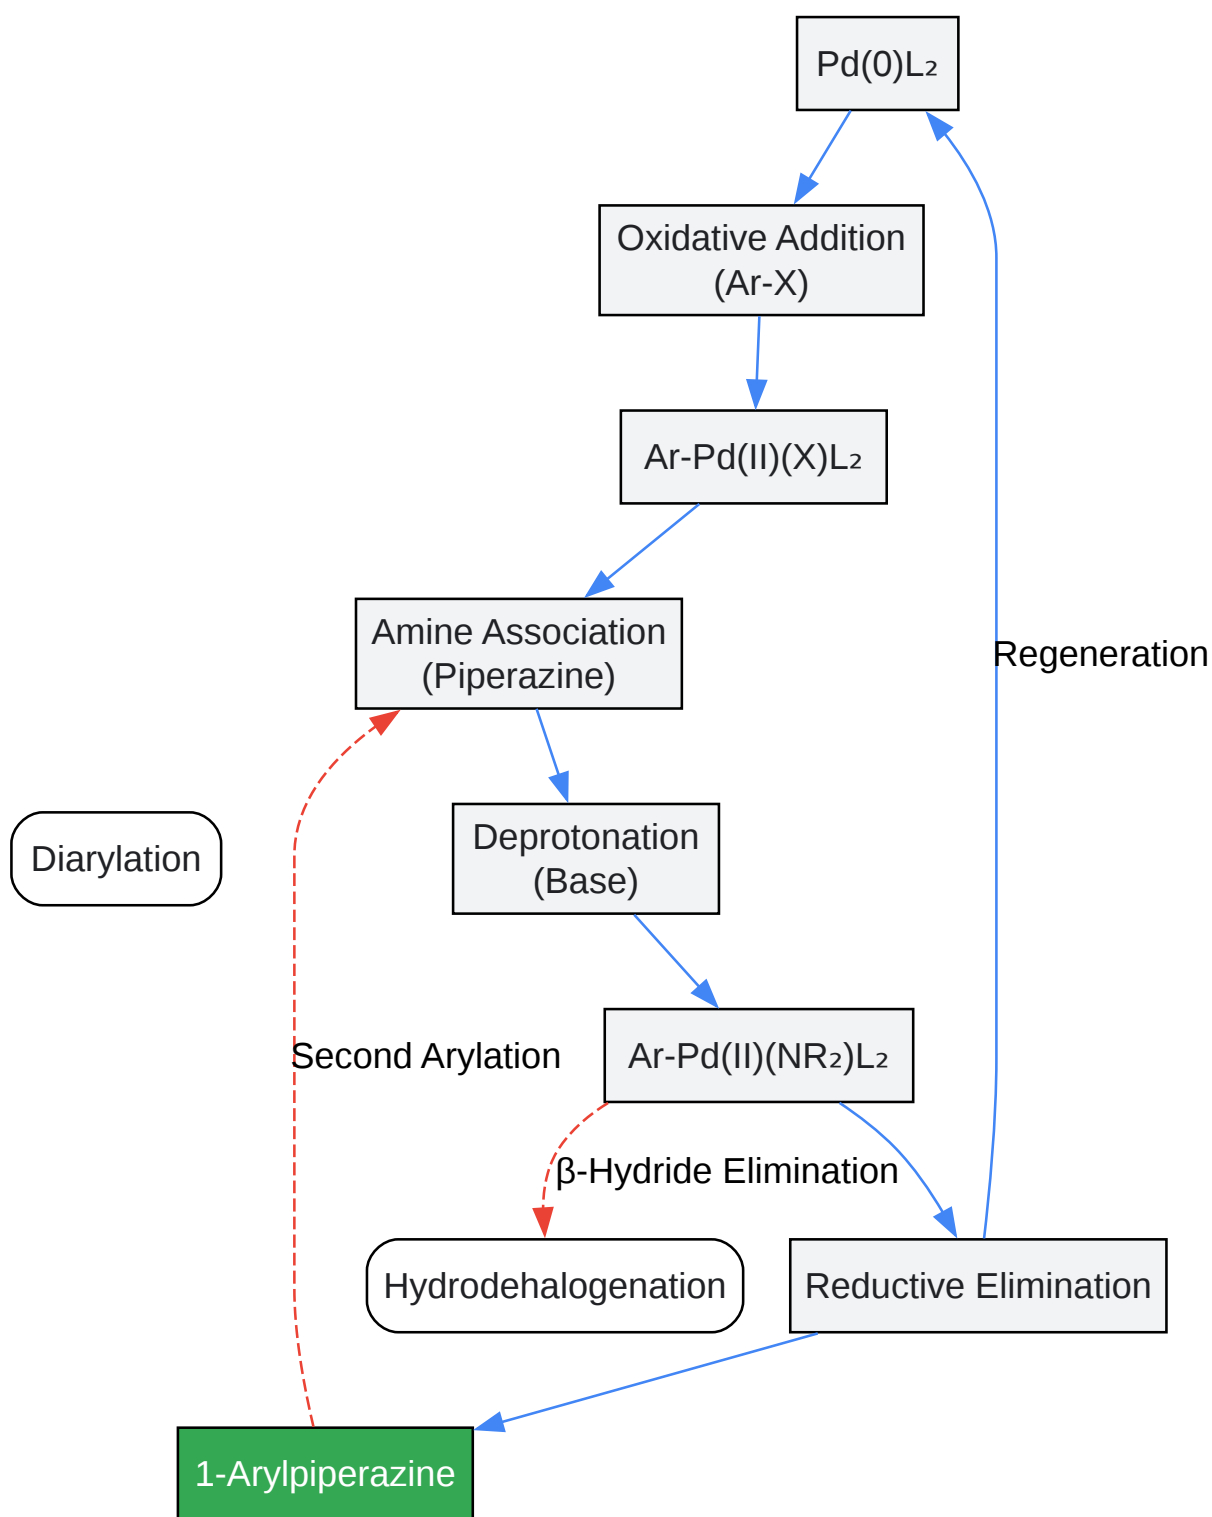 Pd(0)L₂
Oxidative Addition
(Ar-X)
Ar-Pd(II)(X)L₂
Amine Association
(Piperazine)
Regeneration
Deprotonation
(Base)
Diarylation
Second Arylation
Ar-Pd(II)(NR₂)L₂
β-Hydride Elimination
Hydrodehalogenation
Reductive Elimination
1-Arylpiperazine